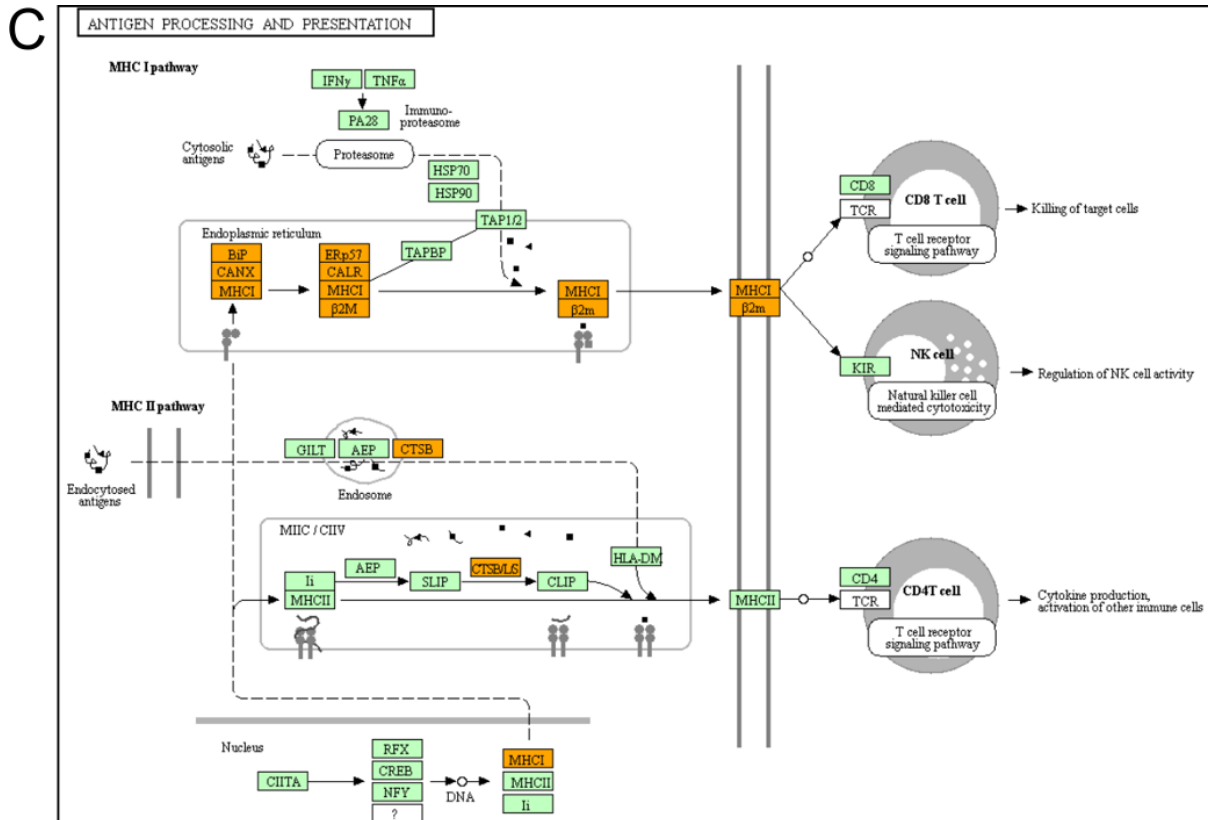 C
ANTIGEN PROCESSING AND PRESENTATION
MHC I pathway
IFNγ
TNFα
PA28
Immuno-
proteasome
Cytosolic
antigens
Proteasome
HSP70
HSP90
TAP1/2
TAPBP
Endoplasmic reticulum
BiP
CANX
MHCI
ERp57
CALR
MHCI
β2M
MHCI
β2m
MHCI
β2m
CD8
TCR
CD8 T cell
T cell receptor
signaling pathway
Killing of target cells
KIR
NK cell
Natural killer cell
mediated cytotoxicity
Regulation of NK cell activity
MHC II pathway
Endocytosed
antigens
GILT
AEP
CTSB
Endosome
MIIC / CIIV
Ii
MHCII
AEP
SLIP
CTSB/L/S
CLIP
HLA-DM
MHCII
CD4
TCR
CD4T cell
T cell receptor
signaling pathway
Cytokine production,
activation of other immune cells
Nucleus
CIITA
RFX
CREB
NFY
?
DNA
MHCI
MHCII
Ii